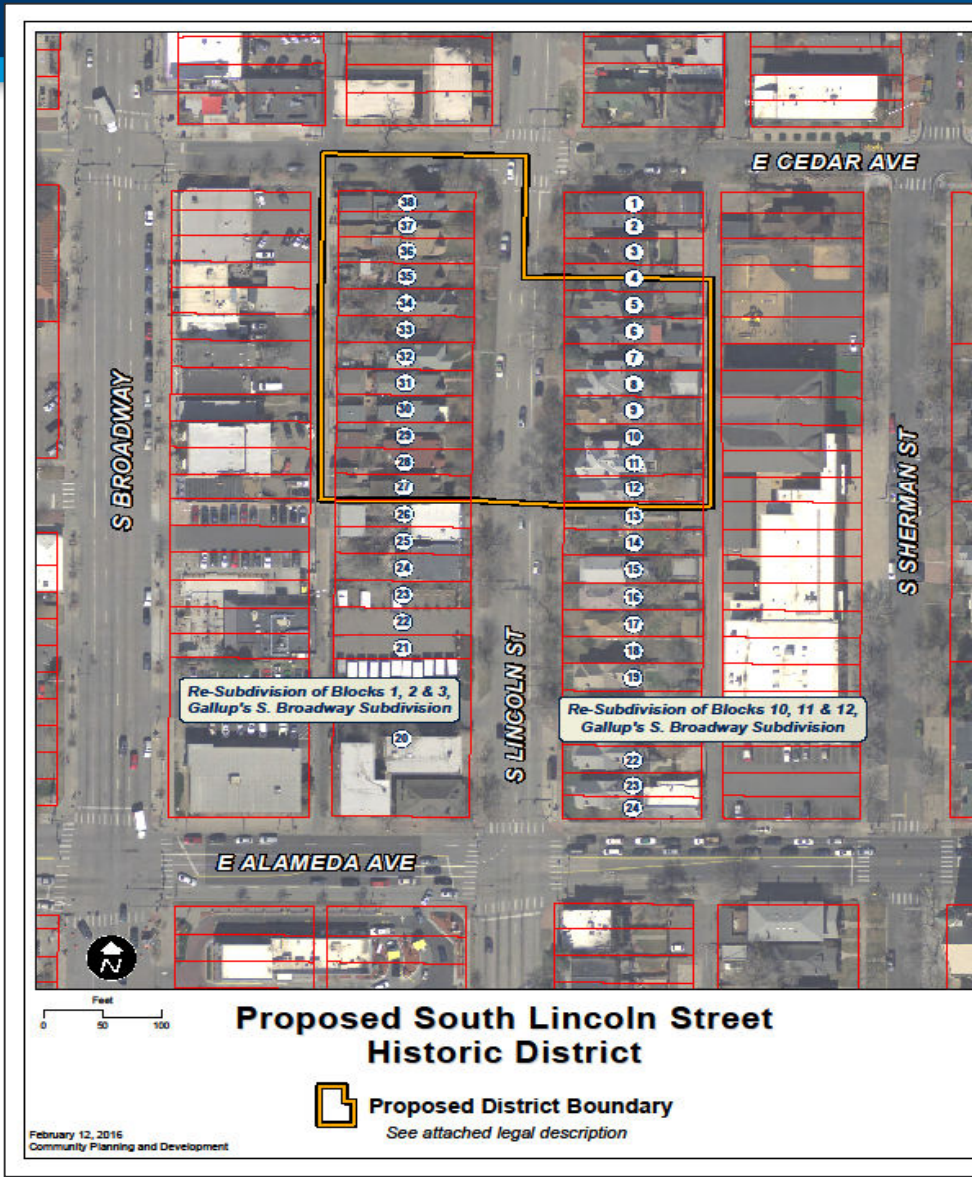 E CEDAR AVE
38
37
36
35
34
33
32
31
30
29
28
27
26
25
24
23
22
21
20
1
2
3
4
5
6
7
8
9
10
11
12
13
14
15
16
17
18
19
22
23
24
S BROADWAY
S LINCOLN ST
S SHERMAN ST
Re-Subdivision of Blocks 1, 2 & 3,
Gallup's S. Broadway Subdivision
Re-Subdivision of Blocks 10, 11 & 12,
Gallup's S. Broadway Subdivision
E ALAMEDA AVE
N
Feet
0 50 100
Proposed South Lincoln Street
Historic District
Proposed District Boundary
See attached legal description
February 12, 2016
Community Planning and Development